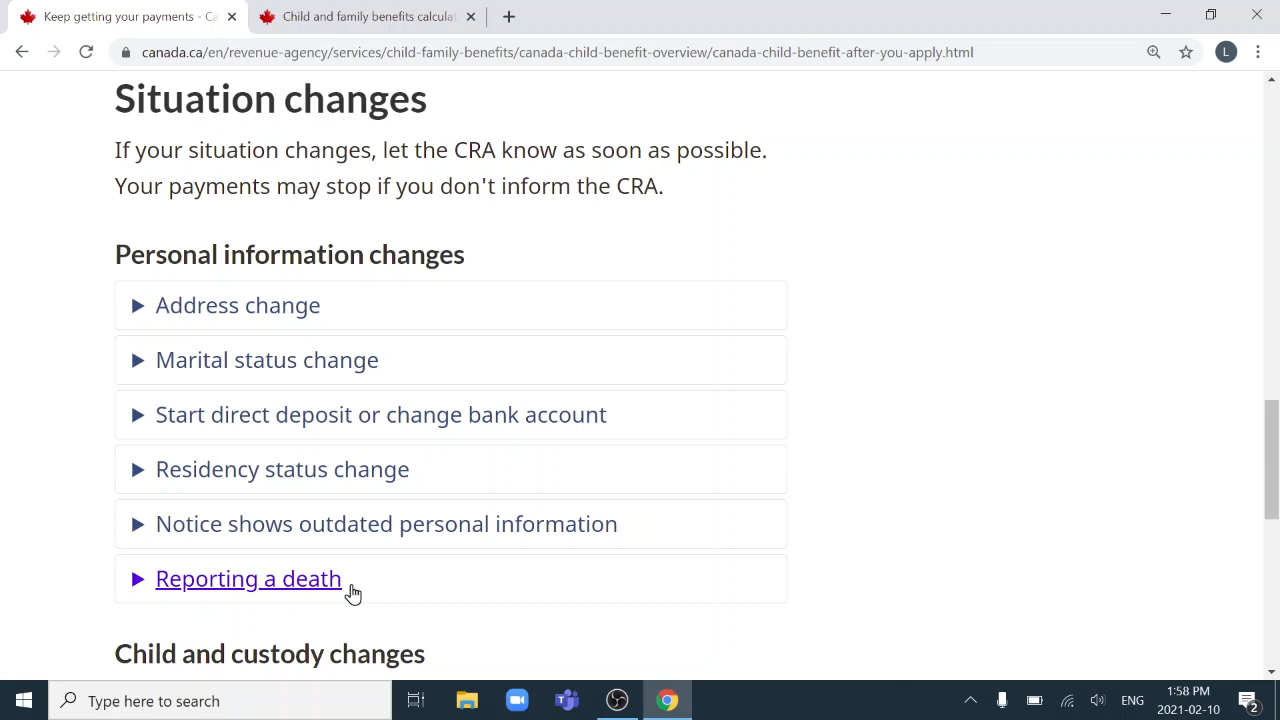 Keep getting your payments - Ca
Child and family benefits calculat
canada.ca/en/revenue-agency/services/child-family-benefits/canada-child-benefit-overview/canada-child-benefit-after-you-apply.html
L
Situation changes
If your situation changes, let the CRA know as soon as possible.
Your payments may stop if you don't inform the CRA.
Personal information changes
Address change
Marital status change
Start direct deposit or change bank account
Residency status change
Notice shows outdated personal information
Reporting a death
Child and custody changes
Type here to search
ENG
1:58 PM
2021-02-10
2